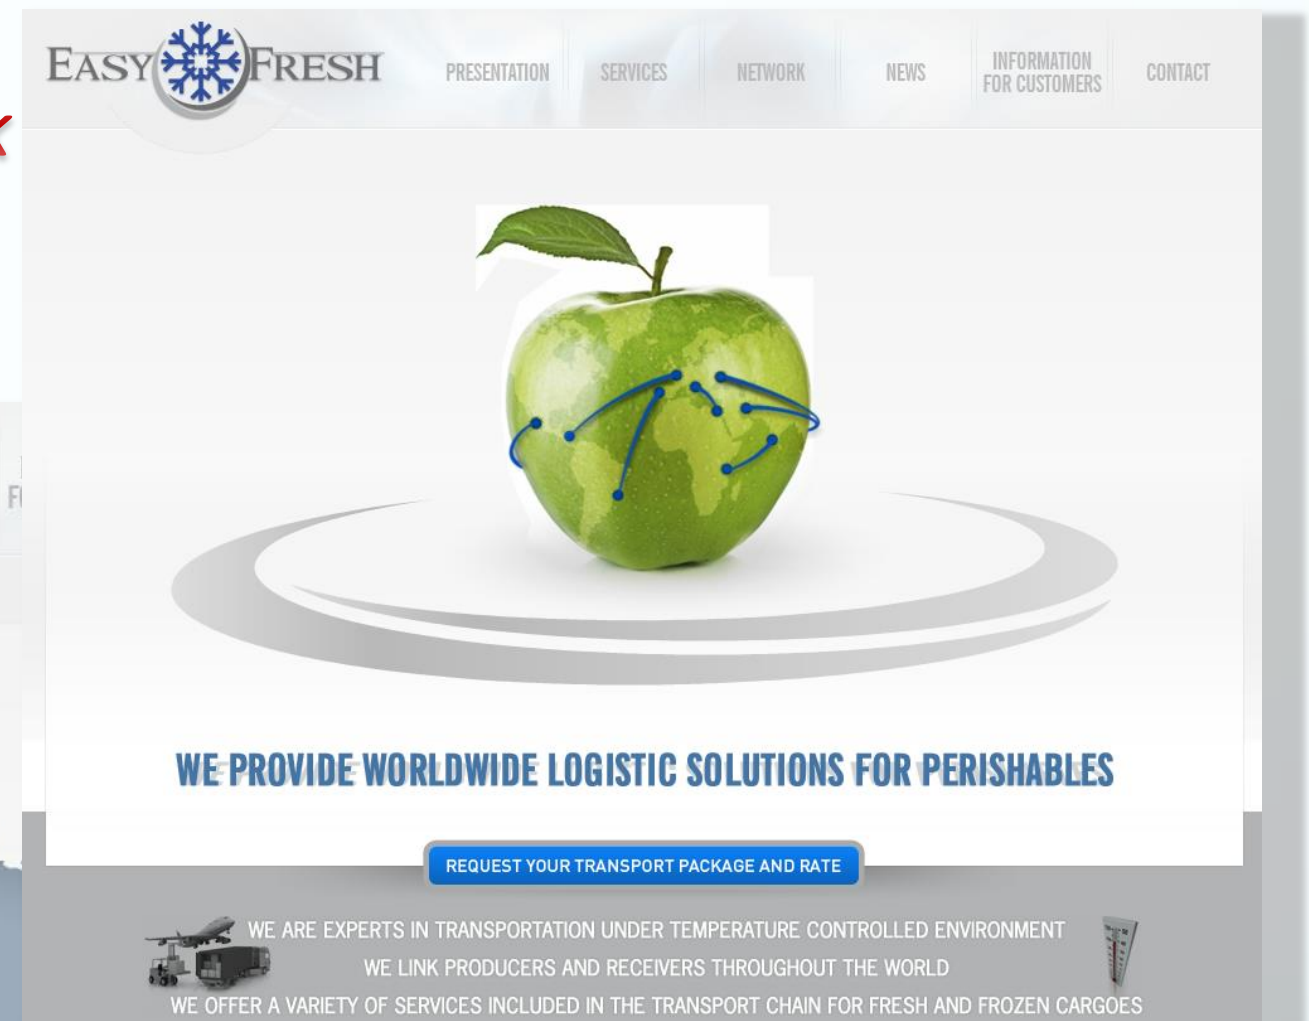 EASY FRESH
PRESENTATION
SERVICES
NETWORK
NEWS
INFORMATION
FOR CUSTOMERS
CONTACT
WE PROVIDE WORLDWIDE LOGISTIC SOLUTIONS FOR PERISHABLES
REQUEST YOUR TRANSPORT PACKAGE AND RATE
WE ARE EXPERTS IN TRANSPORTATION UNDER TEMPERATURE CONTROLLED ENVIRONMENT
WE LINK PRODUCERS AND RECEIVERS THROUGHOUT THE WORLD
WE OFFER A VARIETY OF SERVICES INCLUDED IN THE TRANSPORT CHAIN FOR FRESH AND FROZEN CARGOES